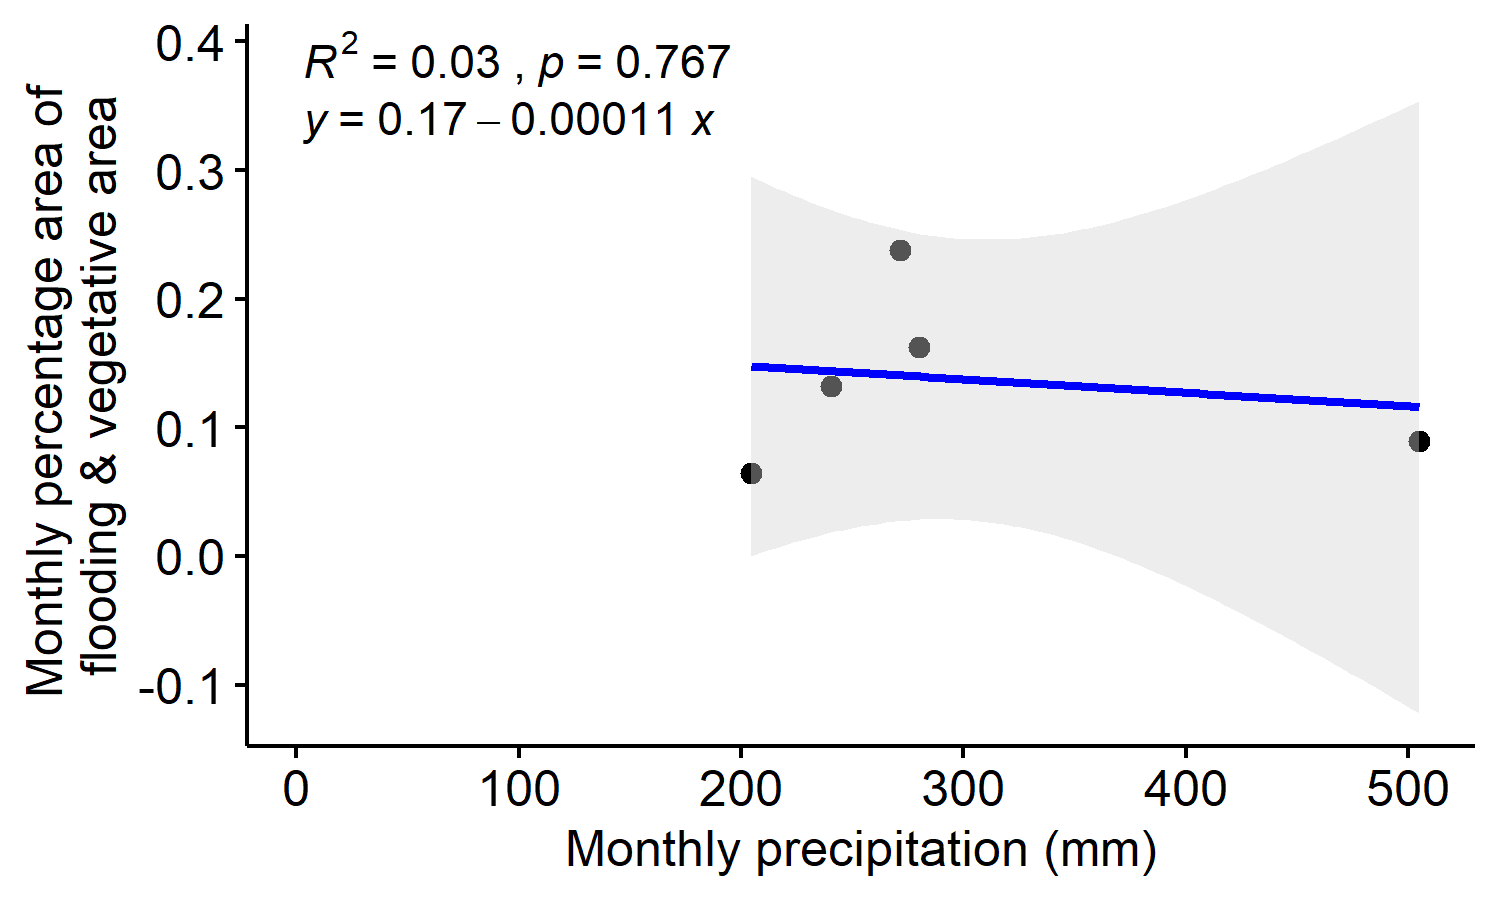 R² = 0.03 , p = 0.767
y = 0.17 – 0.00011 x
Monthly percentage area of
flooding & vegetative area
0.4
0.3
0.2
0.1
0.0
-0.1
0 100 200 300 400 500
Monthly precipitation (mm)